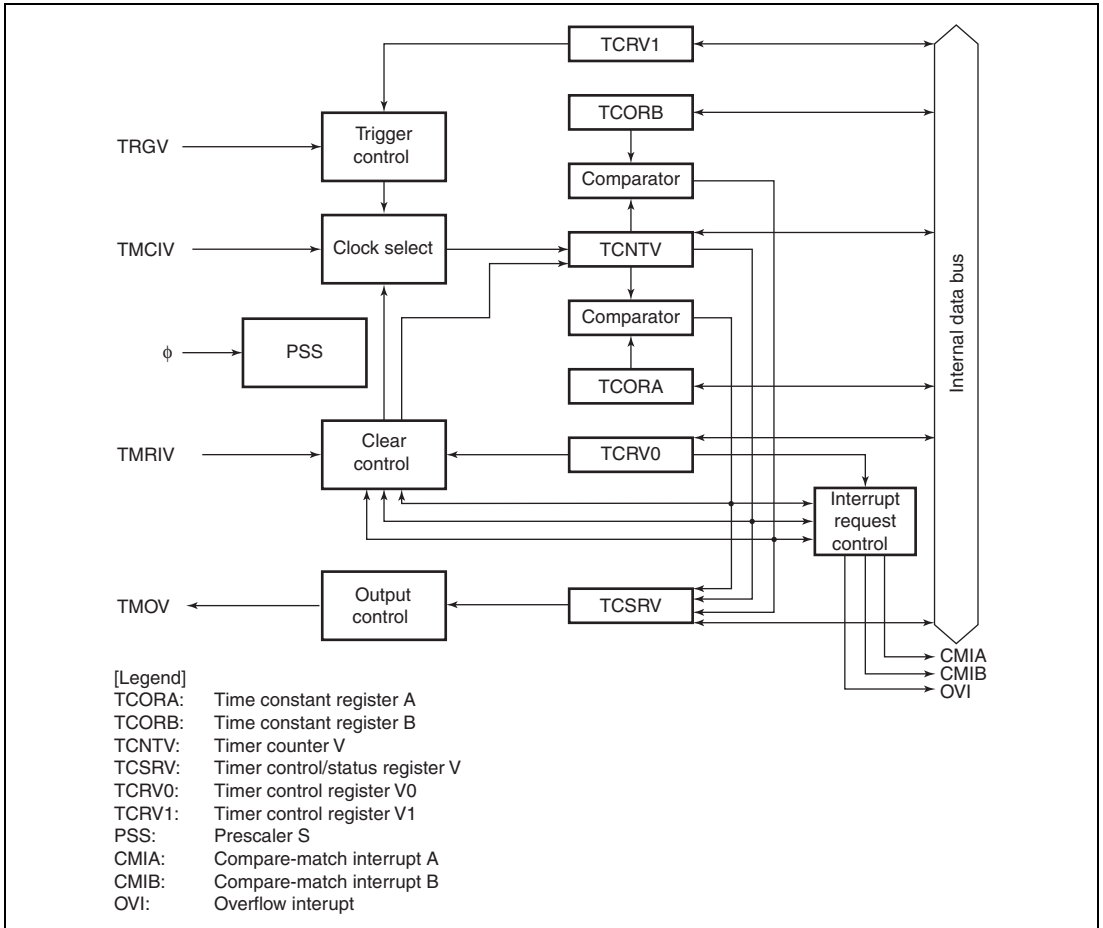 TCRV1
TCORB
Trigger
control
TRGV
Comparator
TMCIV
Clock select
TCNTV
Internal data bus
Comparator
ϕ
PSS
TCORA
TMRIV
Clear
control
TCRV0
Interrupt
request
control
TMOV
Output
control
TCSRV
CMIA
CMIB
OVI
[Legend]
TCORA: Time constant register A
TCORB: Time constant register B
TCNTV: Timer counter V
TCSRV: Timer control/status register V
TCRV0: Timer control register V0
TCRV1: Timer control register V1
PSS: Prescaler S
CMIA: Compare-match interrupt A
CMIB: Compare-match interrupt B
OVI: Overflow interupt